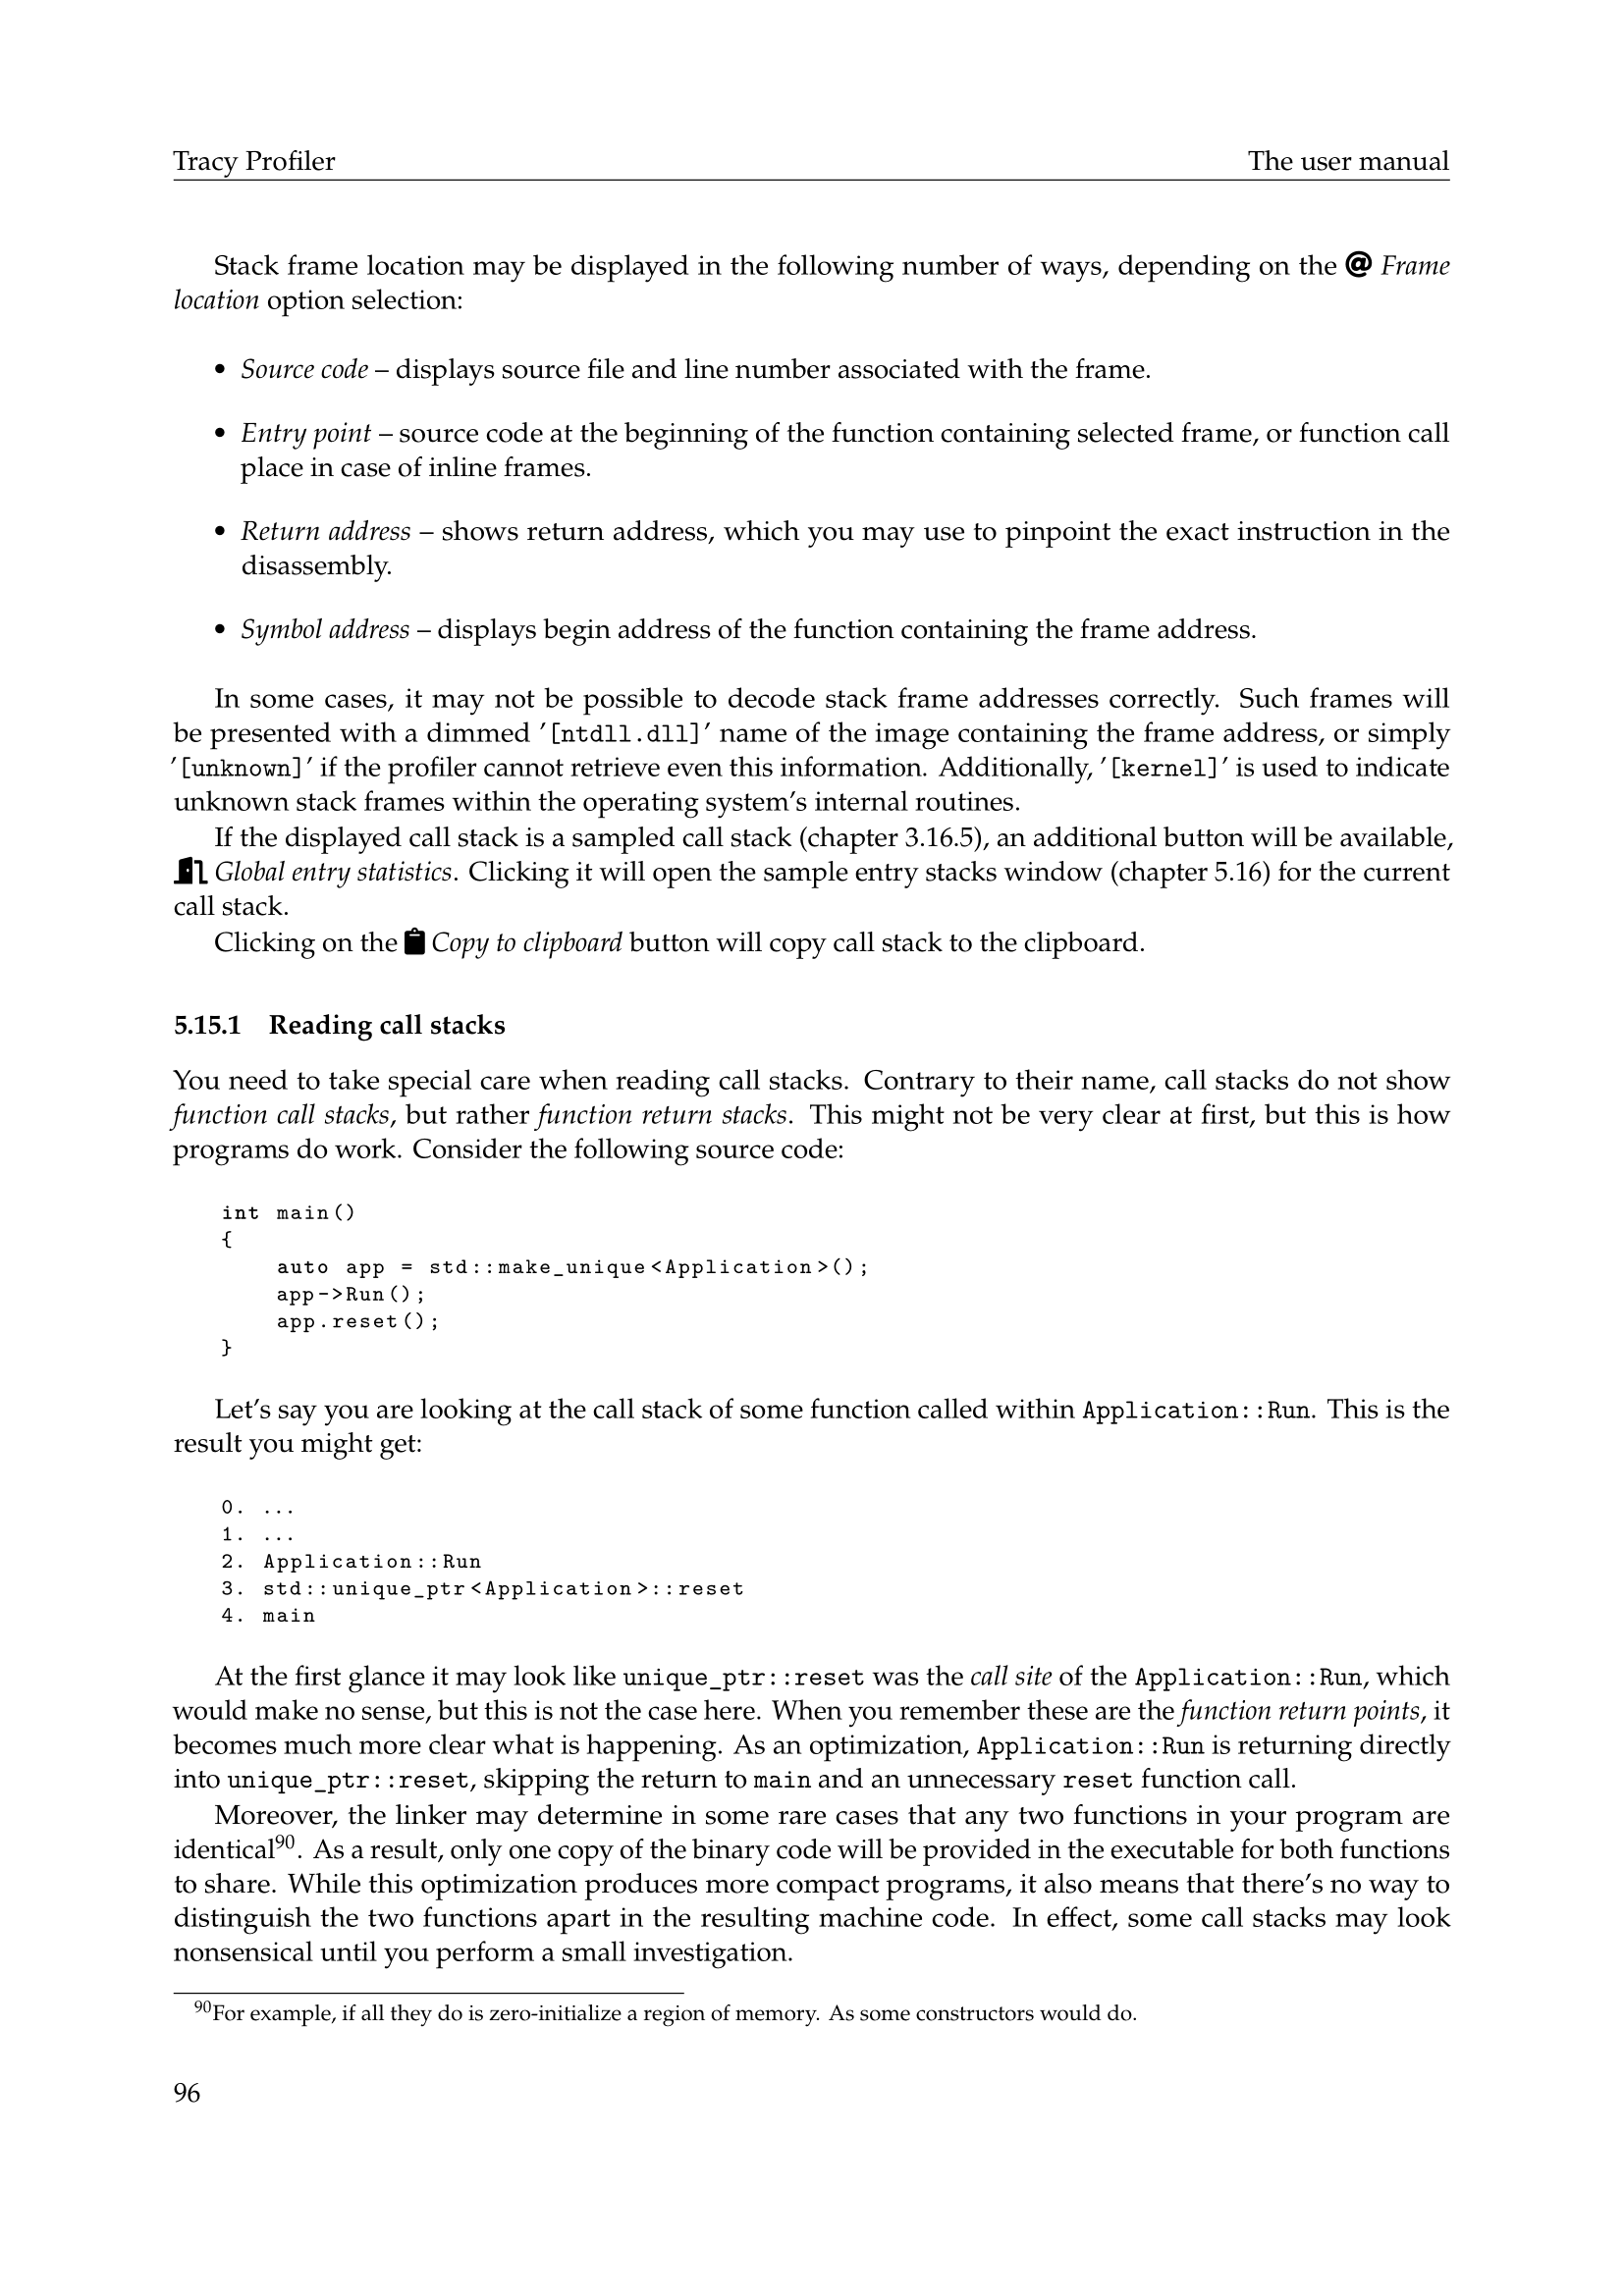 Tracy Profiler The user manual
Stack frame location may be displayed in the following number of ways, depending on the @ Frame
location option selection:
• Source code – displays source file and line number associated with the frame.
• Entry point – source code at the beginning of the function containing selected frame, or function call
place in case of inline frames.
• Return address – shows return address, which you may use to pinpoint the exact instruction in the
disassembly.
• Symbol address – displays begin address of the function containing the frame address.
In some cases, it may not be possible to decode stack frame addresses correctly. Such frames will
be presented with a dimmed ’[ntdll.dll]’ name of the image containing the frame address, or simply
’[unknown]’ if the profiler cannot retrieve even this information. Additionally, ’[kernel]’ is used to indicate
unknown stack frames within the operating system’s internal routines.
If the displayed call stack is a sampled call stack (chapter 3.16.5), an additional button will be available,
Global entry statistics. Clicking it will open the sample entry stacks window (chapter 5.16) for the current
call stack.
Clicking on the Copy to clipboard button will copy call stack to the clipboard.
5.15.1 Reading call stacks
You need to take special care when reading call stacks. Contrary to their name, call stacks do not show
function call stacks, but rather function return stacks. This might not be very clear at first, but this is how
programs do work. Consider the following source code:
int main()
{
    auto app = std::make_unique<Application>();
    app->Run();
    app.reset();
}
Let’s say you are looking at the call stack of some function called within Application::Run. This is the
result you might get:
0. ...
1. ...
2. Application::Run
3. std::unique_ptr<Application>::reset
4. main
At the first glance it may look like unique_ptr::reset was the call site of the Application::Run, which
would make no sense, but this is not the case here. When you remember these are the function return points, it
becomes much more clear what is happening. As an optimization, Application::Run is returning directly
into unique_ptr::reset, skipping the return to main and an unnecessary reset function call.
Moreover, the linker may determine in some rare cases that any two functions in your program are
identical90. As a result, only one copy of the binary code will be provided in the executable for both functions
to share. While this optimization produces more compact programs, it also means that there’s no way to
distinguish the two functions apart in the resulting machine code. In effect, some call stacks may look
nonsensical until you perform a small investigation.
90For example, if all they do is zero-initialize a region of memory. As some constructors would do.
96